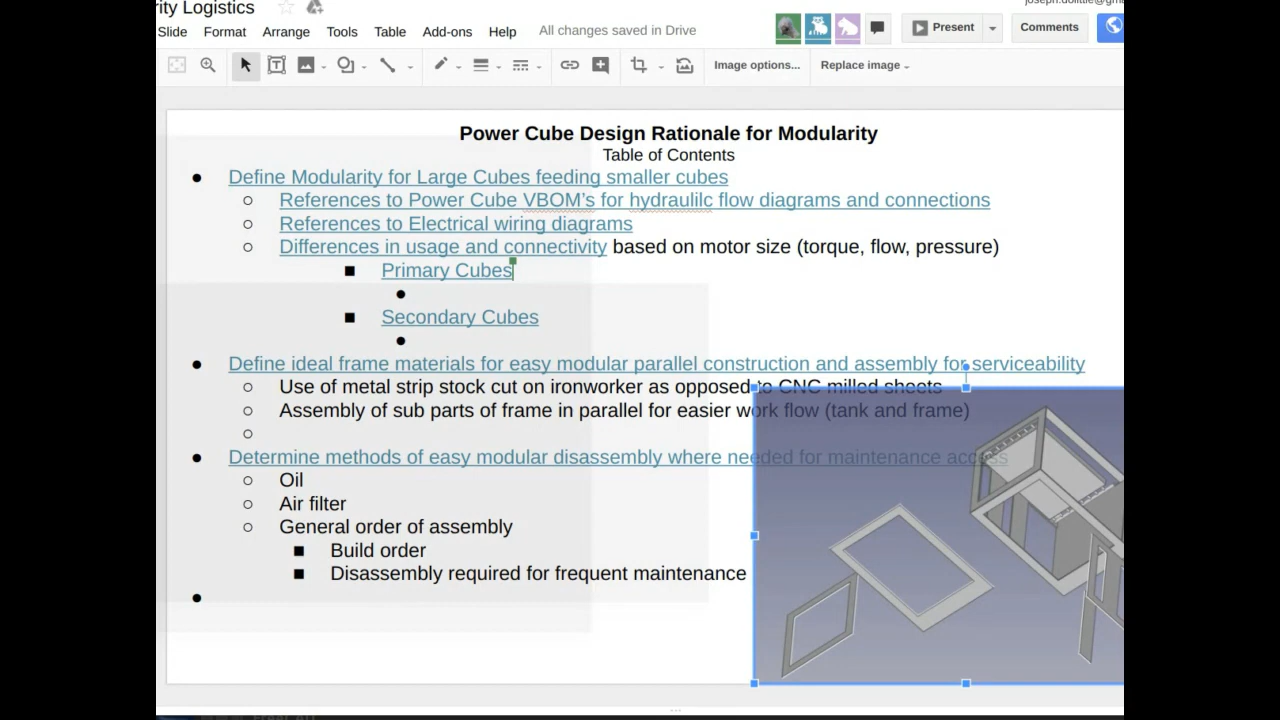 rity Logistics
Slide Format Arrange Tools Table Add-ons Help All changes saved in Drive
Present Comments
Image options... Replace image
Power Cube Design Rationale for Modularity
Table of Contents
● Define Modularity for Large Cubes feeding smaller cubes
○ References to Power Cube VBOM's for hydraulilc flow diagrams and connections
○ References to Electrical wiring diagrams
○ Differences in usage and connectivity based on motor size (torque, flow, pressure)
■ Primary Cubes
●
■ Secondary Cubes
●
● Define ideal frame materials for easy modular parallel construction and assembly for serviceability
○ Use of metal strip stock cut on ironworker as opposed to CNC milled sheets
○ Assembly of sub parts of frame in parallel for easier work flow (tank and frame)
○
● Determine methods of easy modular disassembly where needed for maintenance access
○ Oil
○ Air filter
○ General order of assembly
■ Build order
■ Disassembly required for frequent maintenance
●